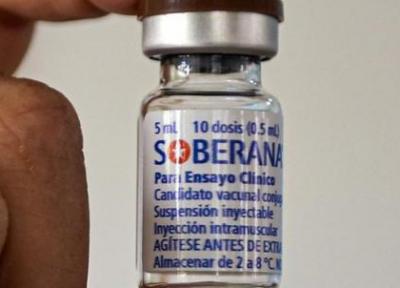 5 mL 10 dosis (0.5 mL)
SOBERANA
Para Ensayo Clínico
Candidato vacunal
Suspensión inyectable
Inyección intramuscular
AGÍTESE ANTES DE
Almacenar de 2 a 8 °C.